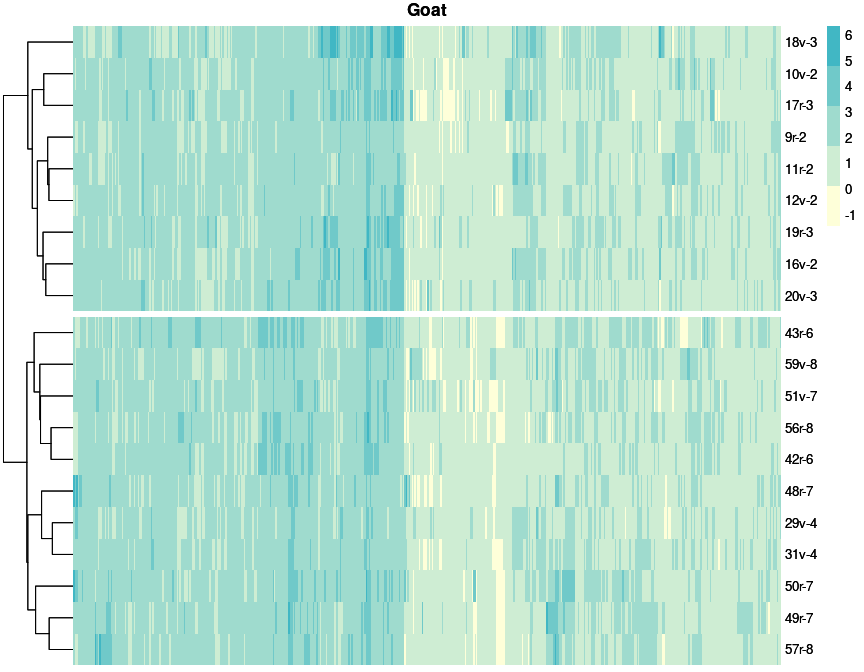 Goat
18v-3
10v-2
17r-3
9r-2
11r-2
12v-2
19r-3
16v-2
20v-3
43r-6
59v-8
51v-7
56r-8
42r-6
48r-7
29v-4
31v-4
50r-7
49r-7
57r-8
6
5
4
3
2
1
0
-1